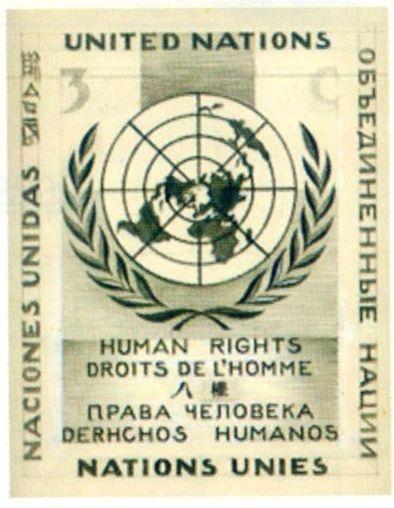 UNITED NATIONS
3 C
NACIONES UNIDAS
ОБЪЕДИНЕННЫЕ НАЦИИ
HUMAN RIGHTS
DROITS DE L'HOMME
人 權
ПРАВА ЧЕЛОВЕКА
DERHCHOS HUMANOS
NATIONS UNIES